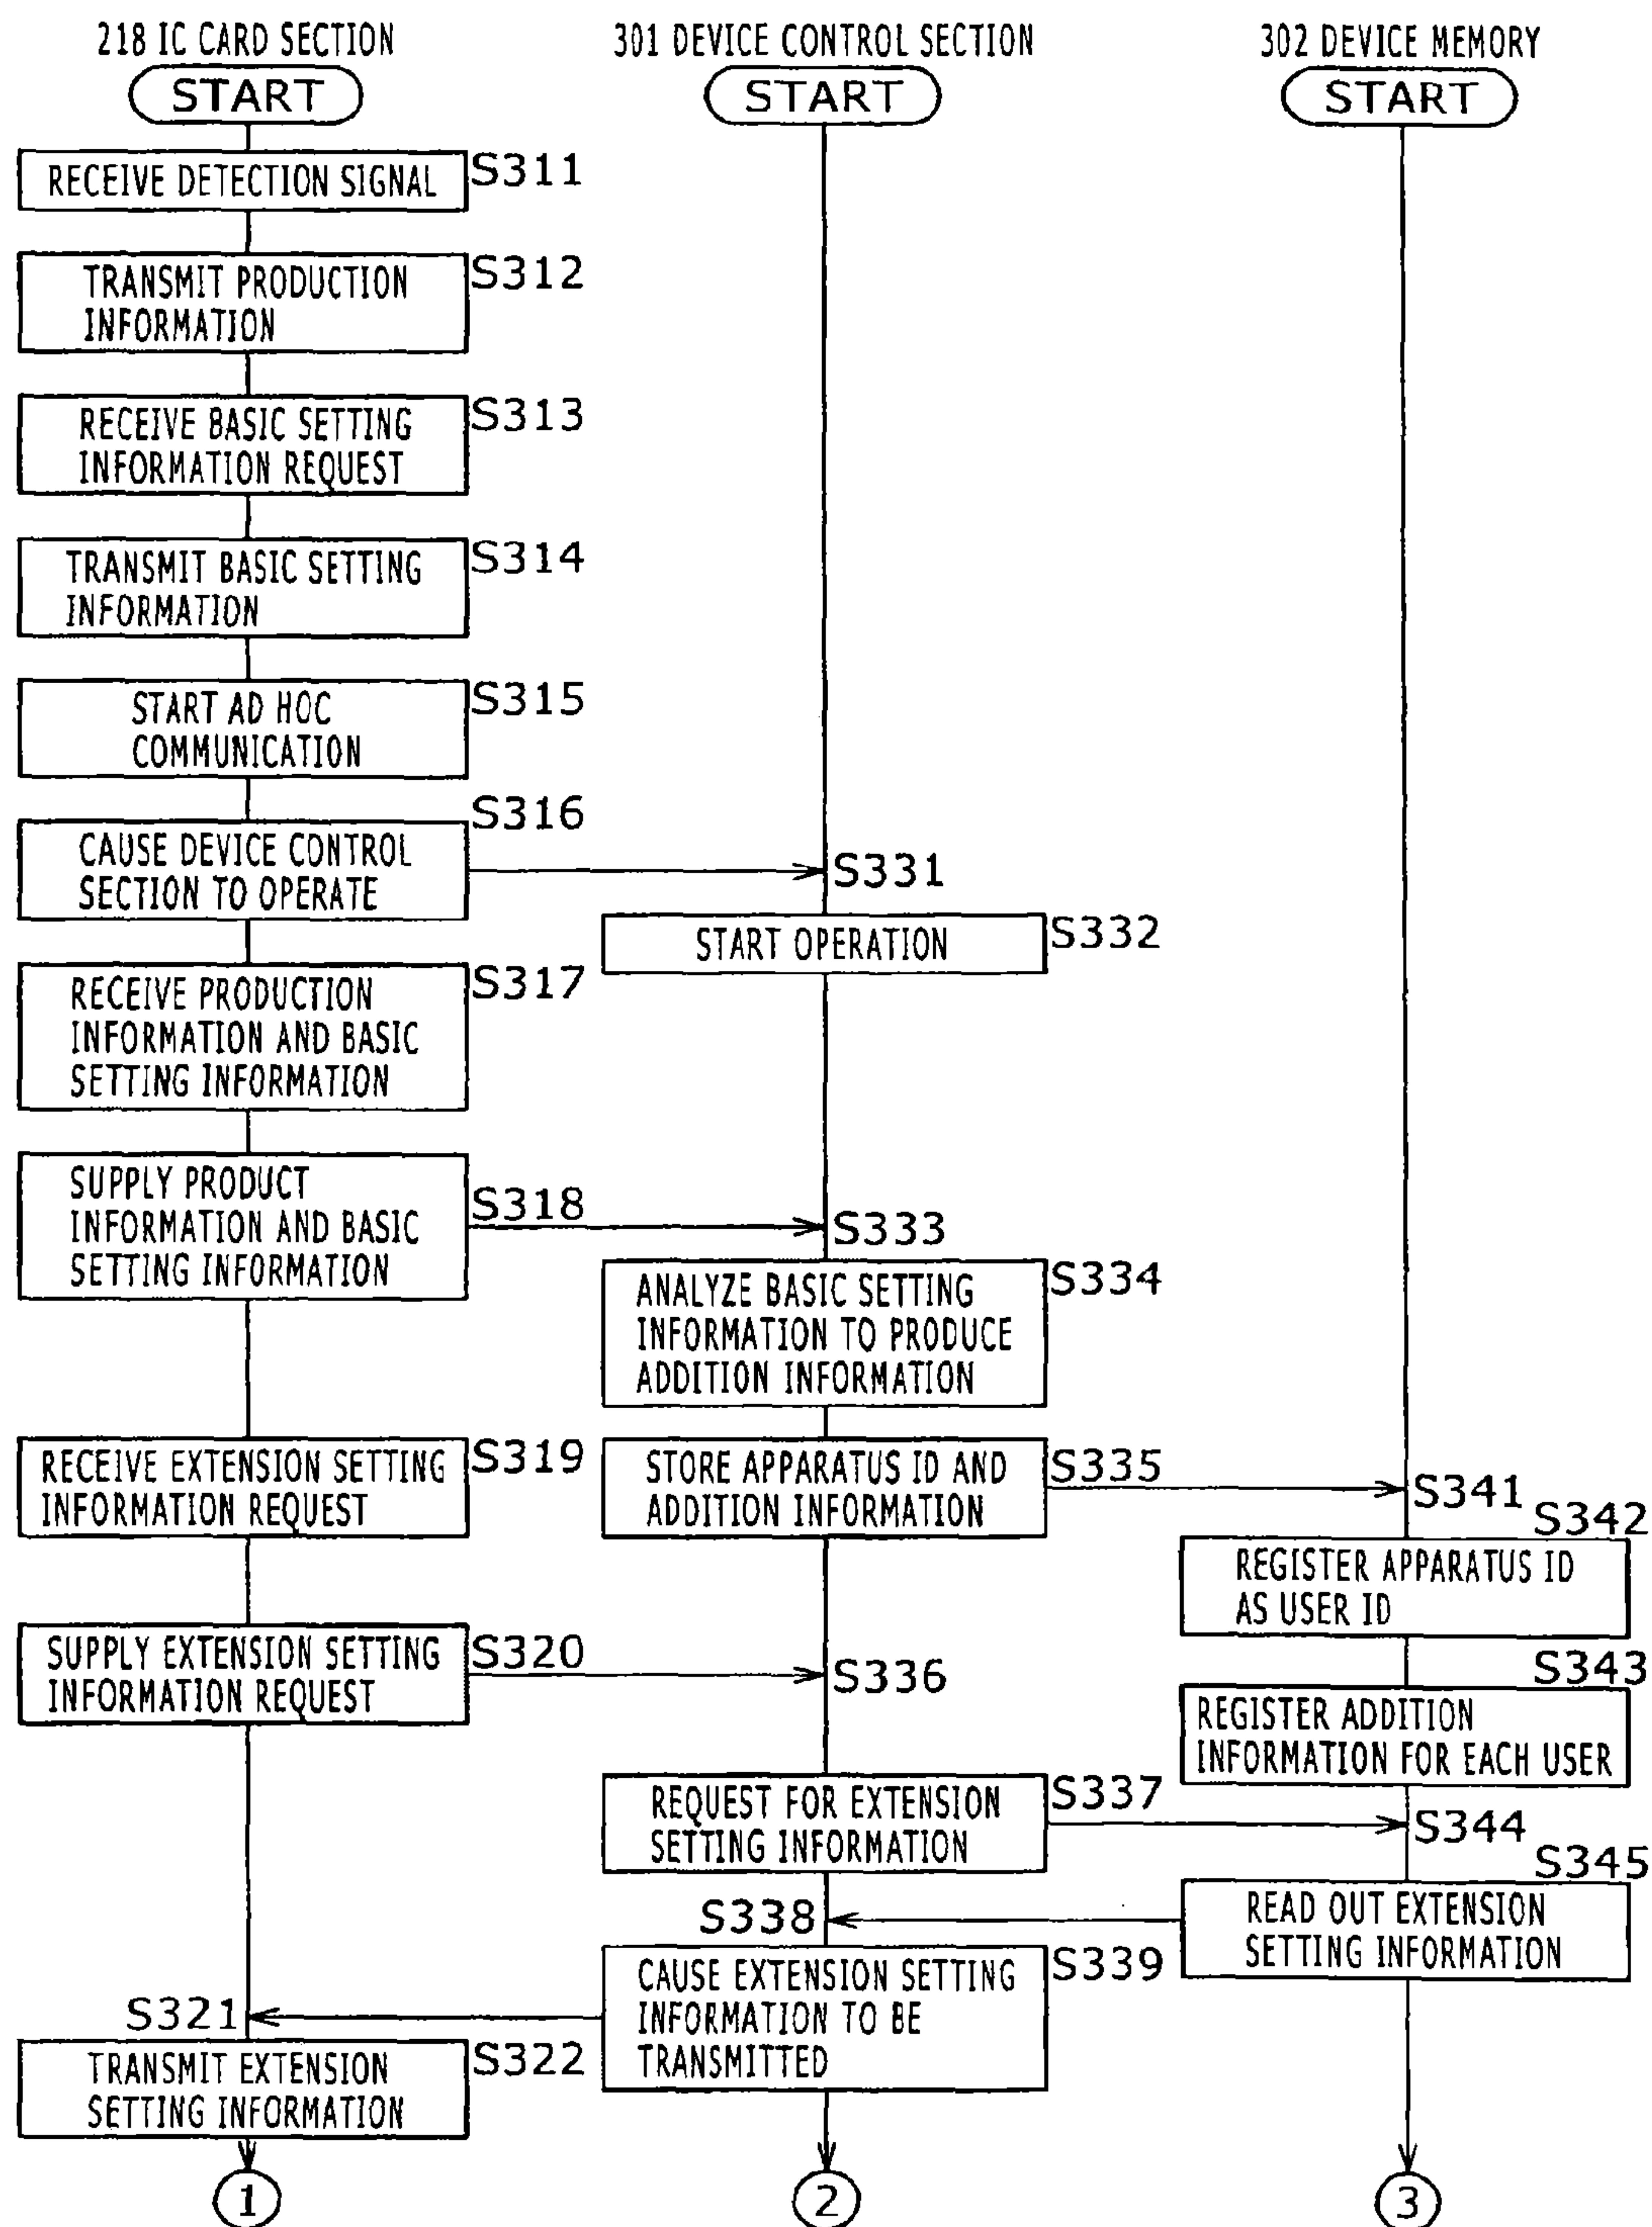 218 IC CARD SECTION
START
RECEIVE DETECTION SIGNAL
S311
TRANSMIT PRODUCTION
INFORMATION
S312
RECEIVE BASIC SETTING
INFORMATION REQUEST
S313
TRANSMIT BASIC SETTING
INFORMATION
S314
START AD HOC
COMMUNICATION
S315
CAUSE DEVICE CONTROL
SECTION TO OPERATE
S316
RECEIVE PRODUCTION
INFORMATION AND BASIC
SETTING INFORMATION
S317
SUPPLY PRODUCT
INFORMATION AND BASIC
SETTING INFORMATION
S318
RECEIVE EXTENSION SETTING
INFORMATION REQUEST
S319
SUPPLY EXTENSION SETTING
INFORMATION REQUEST
S320
S321
TRANSMIT EXTENSION
SETTING INFORMATION
S322
1
301 DEVICE CONTROL SECTION
START
S331
START OPERATION
S332
S333
ANALYZE BASIC SETTING
INFORMATION TO PRODUCE
ADDITION INFORMATION
S334
STORE APPARATUS ID AND
ADDITION INFORMATION
S335
S336
REQUEST FOR EXTENSION
SETTING INFORMATION
S337
S338
CAUSE EXTENSION SETTING
INFORMATION TO BE
TRANSMITTED
S339
2
302 DEVICE MEMORY
START
S341
S342
REGISTER APPARATUS ID
AS USER ID
S343
REGISTER ADDITION
INFORMATION FOR EACH USER
S344
S345
READ OUT EXTENSION
SETTING INFORMATION
3